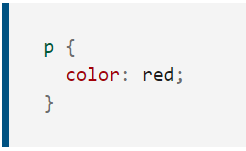 p {
  color: red;
}